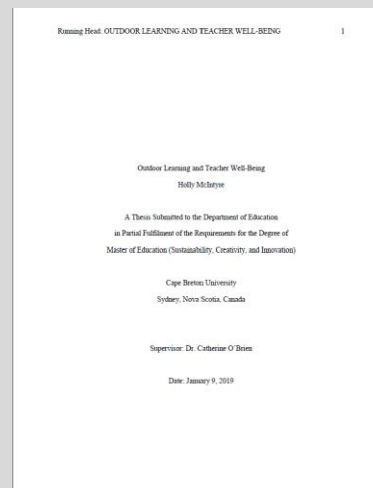 Running Head: OUTDOOR LEARNING AND TEACHER WELL-BEING 1
Outdoor Learning and Teacher Well-Being
Holly McIntyre
A Thesis Submitted to the Department of Education
in Partial Fulfilment of the Requirements for the Degree of
Master of Education (Sustainability, Creativity, and Innovation)
Cape Breton University
Sydney, Nova Scotia, Canada
Supervisor: Dr. Catherine O'Brien
Date: January 9, 2019